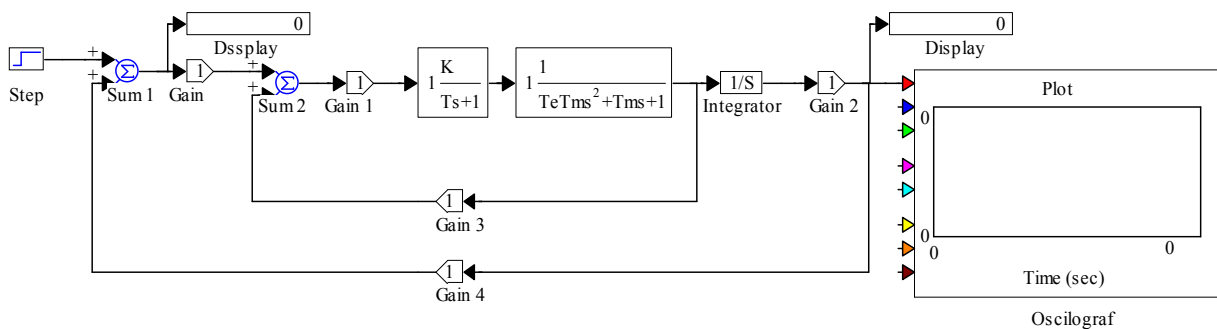 0
0
Dssplay
Display
+
+
1
+
+
1
1 K
Ts+1
1 1
TeTms²+Tms+1
1/S
1
Step
Sum 1
Gain
Sum 2
Gain 1
Integrator
Gain 2
Plot
0
0
0
0
Time (sec)
1
Gain 3
1
Gain 4
Oscilograf